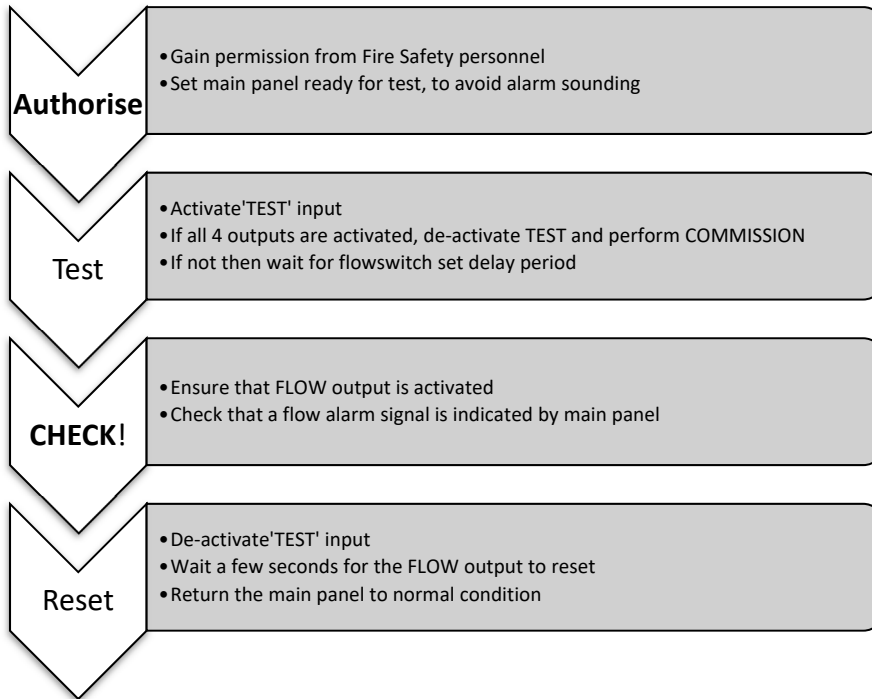 Authorise
•Gain permission from Fire Safety personnel
•Set main panel ready for test, to avoid alarm sounding
Test
•Activate'TEST' input
•If all 4 outputs are activated, de-activate TEST and perform COMMISSION
•If not then wait for flowswitch set delay period
CHECK!
•Ensure that FLOW output is activated
•Check that a flow alarm signal is indicated by main panel
Reset
•De-activate'TEST' input
•Wait a few seconds for the FLOW output to reset
•Return the main panel to normal condition